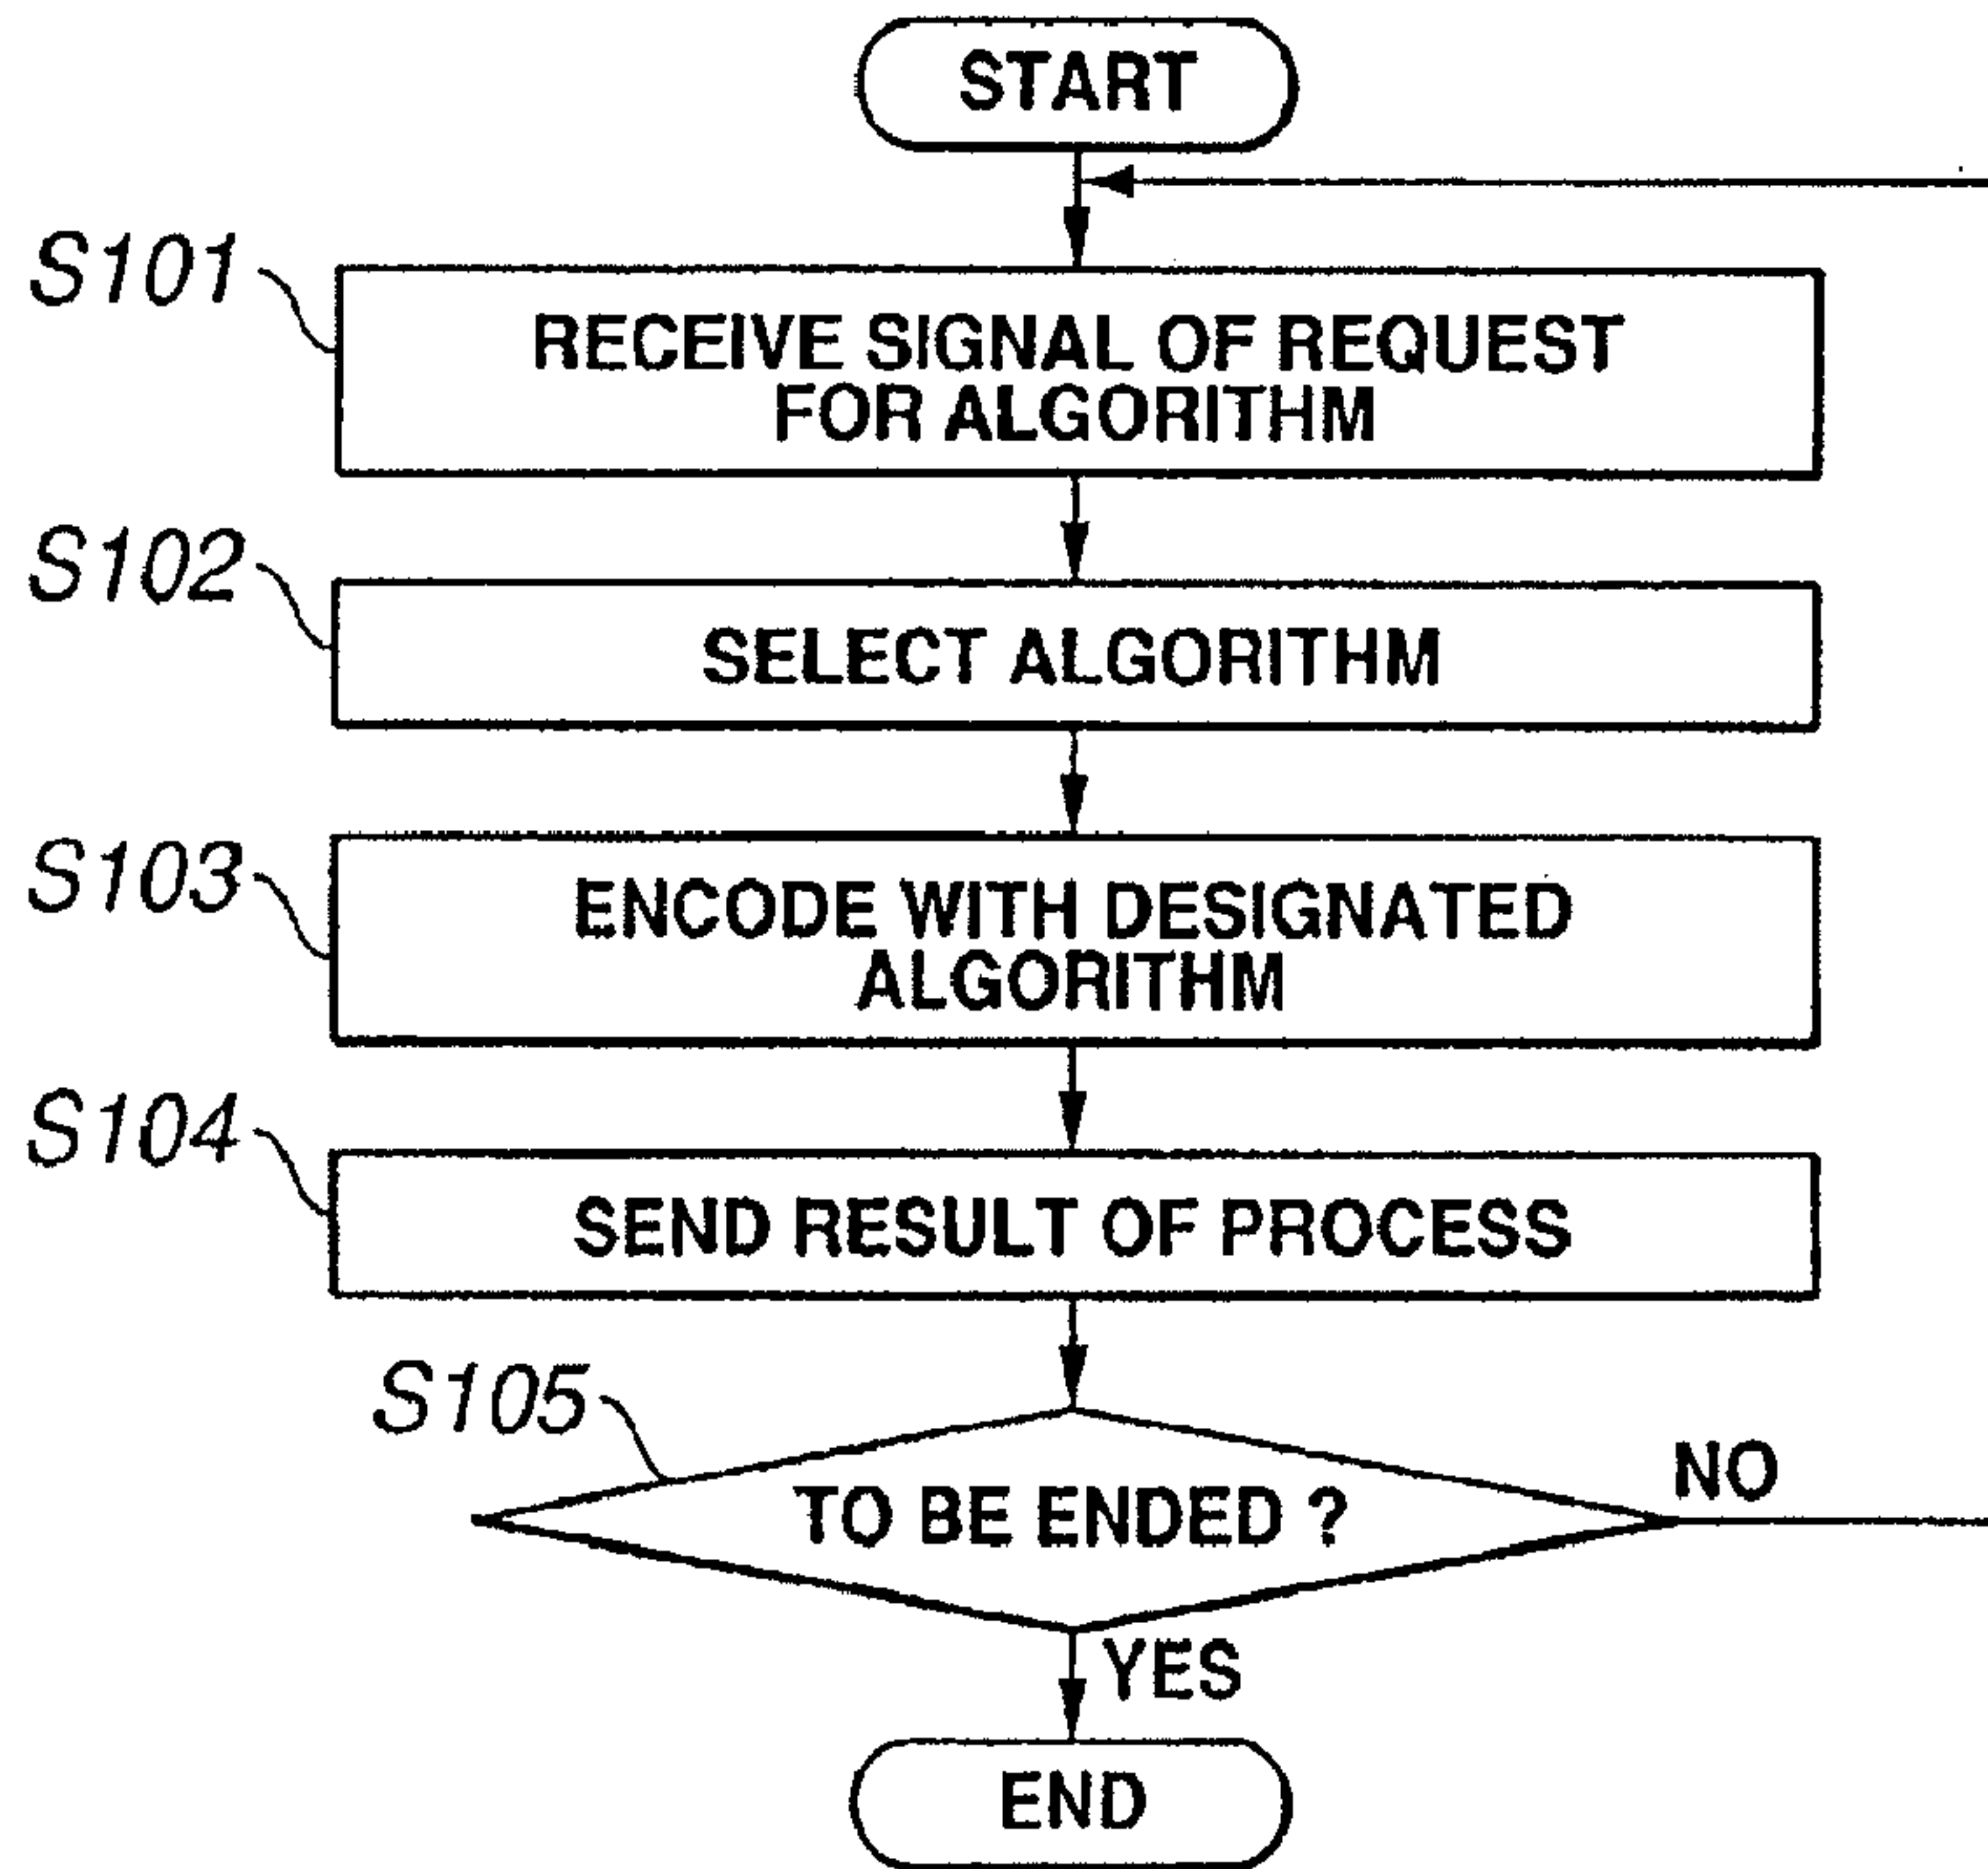 START
S101
RECEIVE SIGNAL OF REQUEST
FOR ALGORITHM
S102
SELECT ALGORITHM
S103
ENCODE WITH DESIGNATED
ALGORITHM
S104
SEND RESULT OF PROCESS
S105
TO BE ENDED ?
NO
YES
END